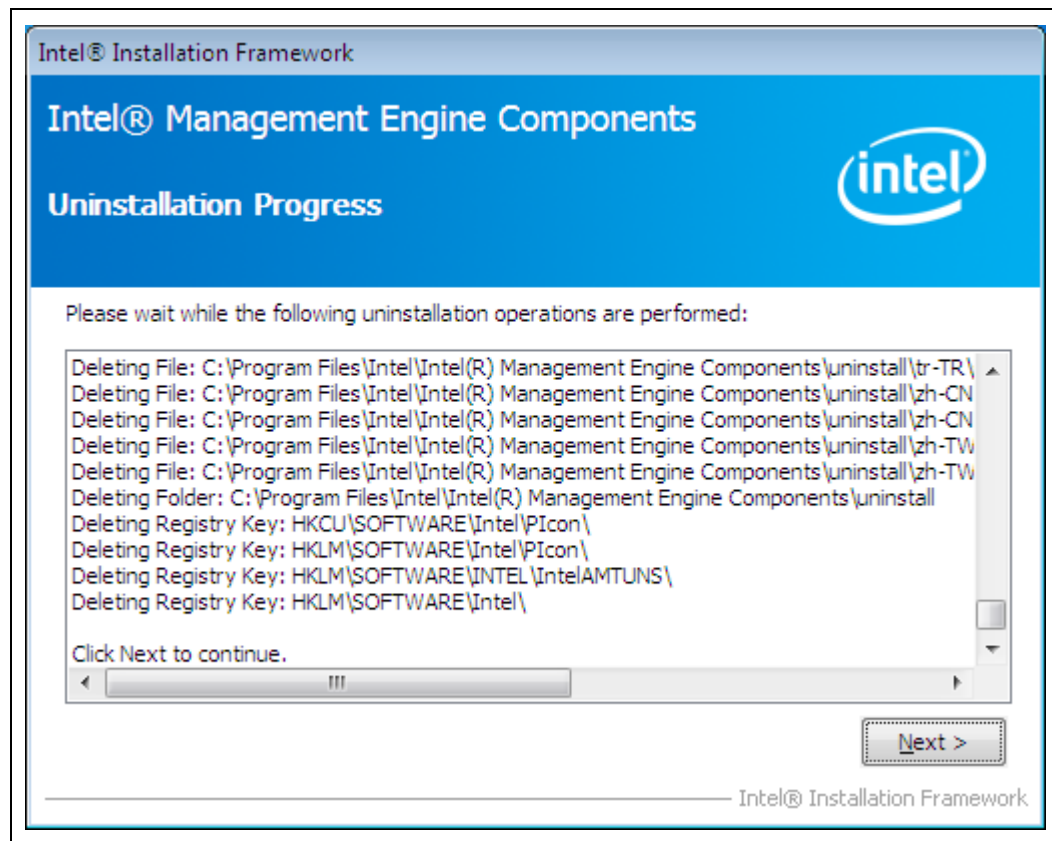 Intel® Installation Framework
Intel® Management Engine Components
intel
Uninstallation Progress
Please wait while the following uninstallation operations are performed:
Deleting File: C:\Program Files\Intel\Intel(R) Management Engine Components\uninstall\tr-TR\
Deleting File: C:\Program Files\Intel\Intel(R) Management Engine Components\uninstall\zh-CN
Deleting File: C:\Program Files\Intel\Intel(R) Management Engine Components\uninstall\zh-CN
Deleting File: C:\Program Files\Intel\Intel(R) Management Engine Components\uninstall\zh-TW
Deleting File: C:\Program Files\Intel\Intel(R) Management Engine Components\uninstall\zh-TW
Deleting Folder: C:\Program Files\Intel\Intel(R) Management Engine Components\uninstall
Deleting Registry Key: HKCU\SOFTWARE\Intel\PIcon\
Deleting Registry Key: HKLM\SOFTWARE\Intel\PIcon\
Deleting Registry Key: HKLM\SOFTWARE\INTEL\IntelAMTUNS\
Deleting Registry Key: HKLM\SOFTWARE\Intel\
Click Next to continue.
Next >
Intel® Installation Framework